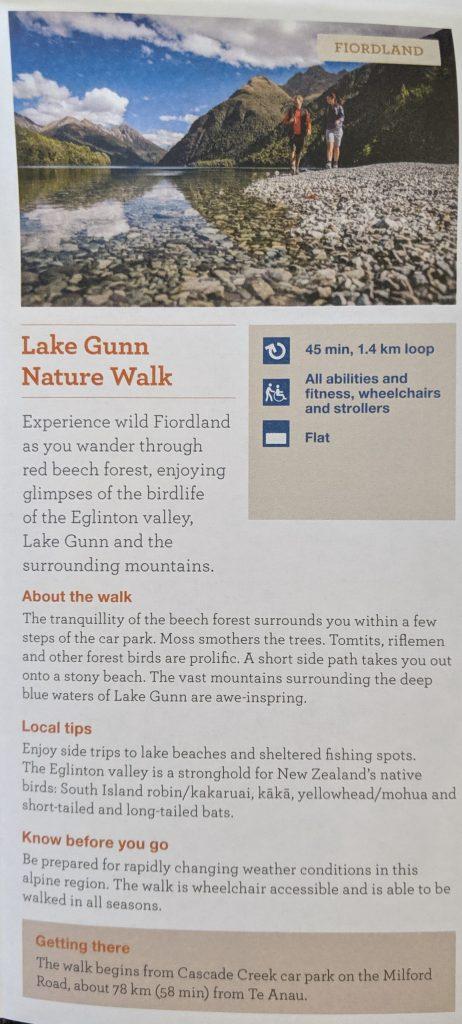 FIORDLAND
Lake Gunn
Nature Walk
45 min, 1.4 km loop
All abilities and
fitness, wheelchairs
and strollers
Flat
Experience wild Fiordland
as you wander through
red beech forest, enjoying
glimpses of the birdlife
of the Eglinton valley,
Lake Gunn and the
surrounding mountains.
About the walk
The tranquillity of the beech forest surrounds you within a few
steps of the car park. Moss smothers the trees. Tomtits, riflemen
and other forest birds are prolific. A short side path takes you out
onto a stony beach. The vast mountains surrounding the deep
blue waters of Lake Gunn are awe-inspring.
Local tips
Enjoy side trips to lake beaches and sheltered fishing spots.
The Eglinton valley is a stronghold for New Zealand's native
birds: South Island robin/kakaruai, kākā, yellowhead/mohua and
short-tailed and long-tailed bats.
Know before you go
Be prepared for rapidly changing weather conditions in this
alpine region. The walk is wheelchair accessible and is able to be
walked in all seasons.
Getting there
The walk begins from Cascade Creek car park on the Milford
Road, about 78 km (58 min) from Te Anau.